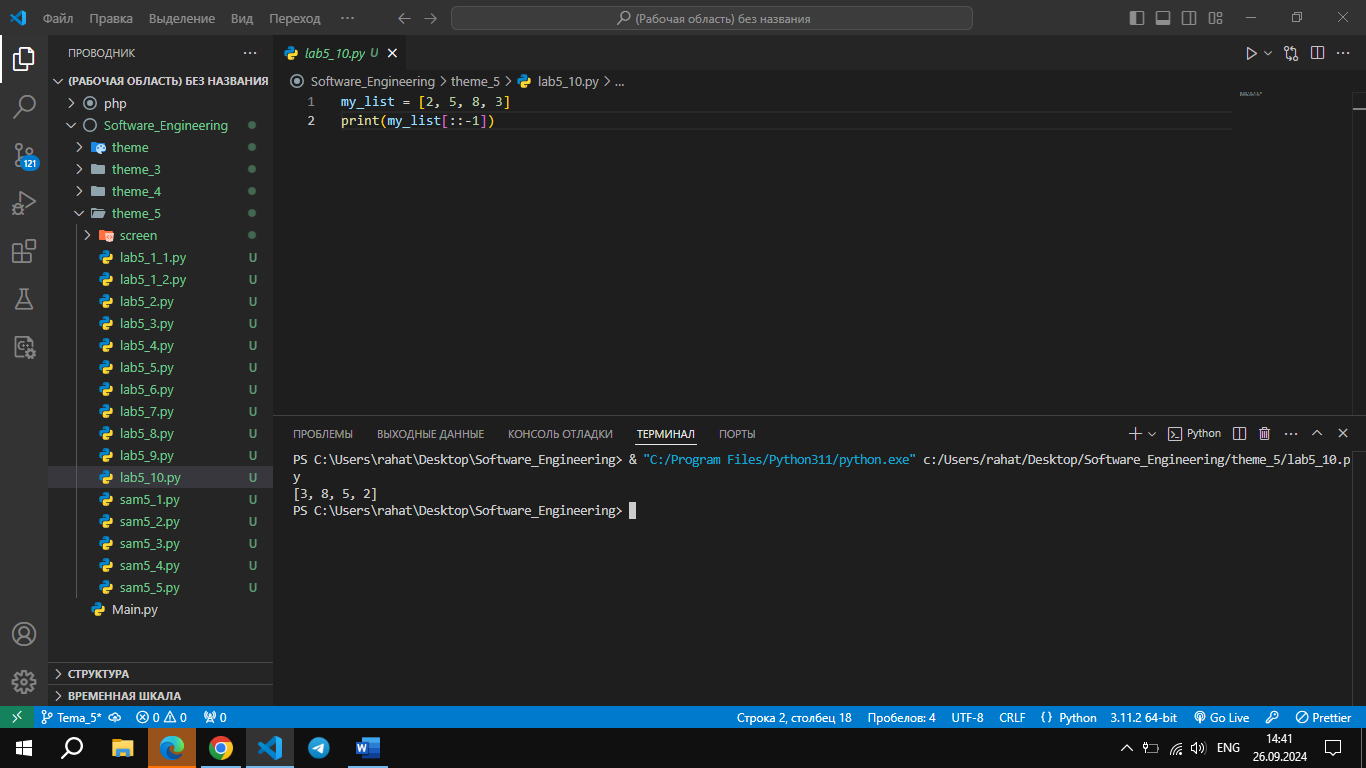 Файл Правка Выделение Вид Переход ···
(Рабочая область) без названия
ПРОВОДНИК ···
(РАБОЧАЯ ОБЛАСТЬ) БЕЗ НАЗВАНИЯ
php
Software_Engineering
theme
theme_3
theme_4
theme_5
screen
lab5_1_1.py U
lab5_1_2.py U
lab5_2.py U
lab5_3.py U
lab5_4.py U
lab5_5.py U
lab5_6.py U
lab5_7.py U
lab5_8.py U
lab5_9.py U
lab5_10.py U
sam5_1.py U
sam5_2.py U
sam5_3.py U
sam5_4.py U
sam5_5.py U
Main.py
СТРУКТУРА
ВРЕМЕННАЯ ШКАЛА
121
lab5_10.py U
Software_Engineering > theme_5 > lab5_10.py > ...
1 my_list = [2, 5, 8, 3]
2 print(my_list[::-1])
ПРОБЛЕМЫ ВЫХОДНЫЕ ДАННЫЕ КОНСОЛЬ ОТЛАДКИ ТЕРМИНАЛ ПОРТЫ
Python
PS C:\Users\rahat\Desktop\Software_Engineering> & "C:/Program Files/Python311/python.exe" c:/Users/rahat/Desktop/Software_Engineering/theme_5/lab5_10.p
y
[3, 8, 5, 2]
PS C:\Users\rahat\Desktop\Software_Engineering>
Tema_5* 0 0 0 Строка 2, столбец 18 Пробелов: 4 UTF-8 CRLF {} Python 3.11.2 64-bit Go Live Prettier
ENG
14:41
26.09.2024